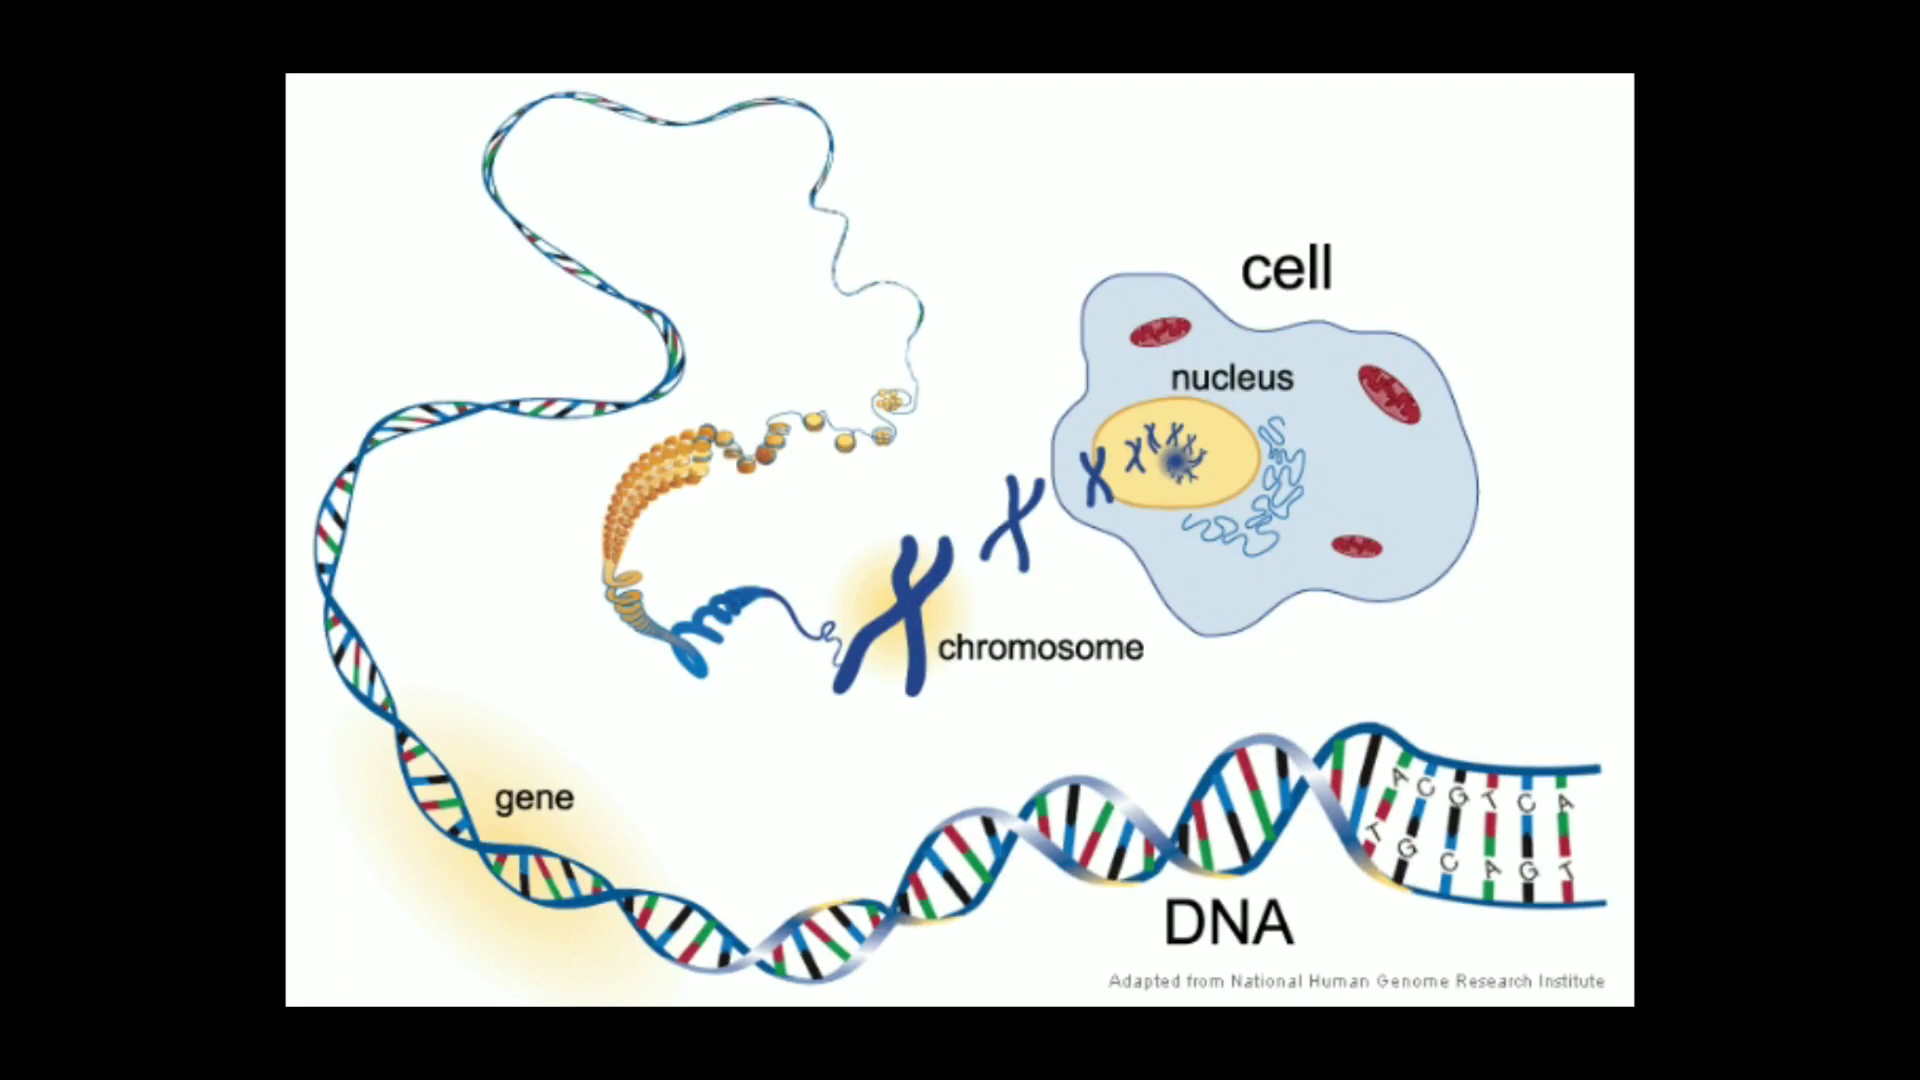 cell
nucleus
chromosome
gene
A C G T C A
T G C A G T
DNA
Adapted from National Human Genome Research Institute